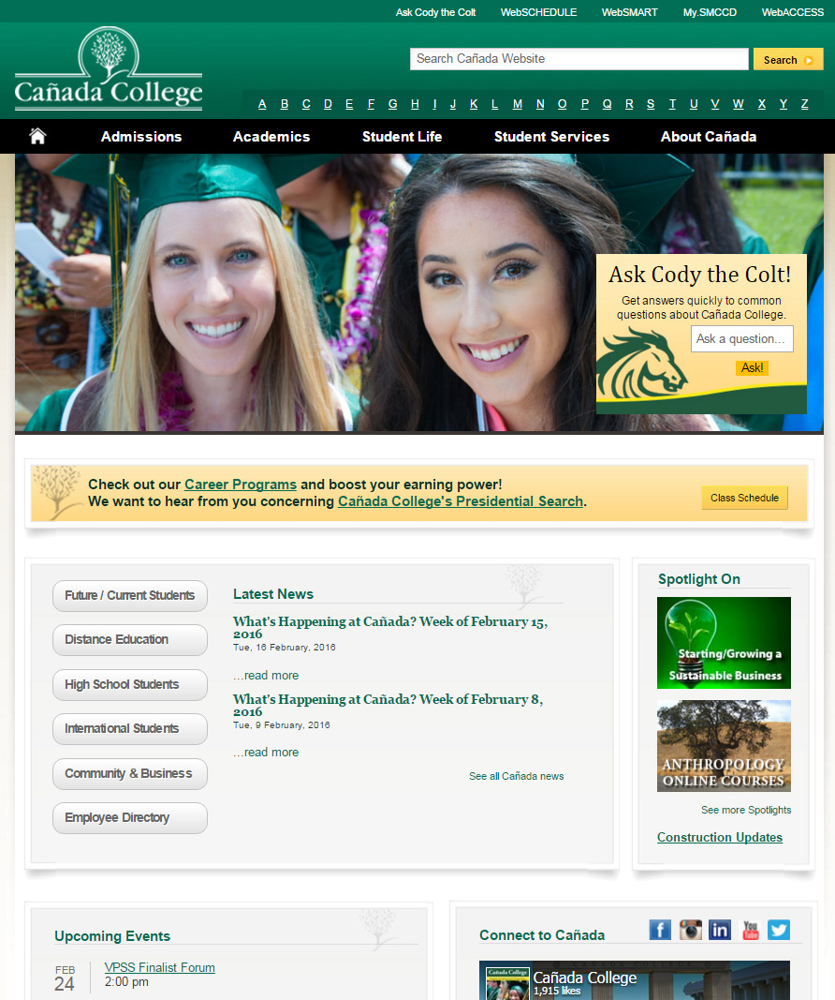 Ask Cody the Colt WebSCHEDULE WebSMART My.SMCCD WebACCESS
Cañada College
Search Cañada Website
Search
A B C D E F G H I J K L M N O P Q R S T U V W X Y Z
Admissions Academics Student Life Student Services About Cañada
Ask Cody the Colt!
Get answers quickly to common
questions about Cañada College.
Ask a question...
Ask!
Check out our Career Programs and boost your earning power!
We want to hear from you concerning Cañada College's Presidential Search.
Class Schedule
Future / Current Students
Distance Education
High School Students
International Students
Community & Business
Employee Directory
Latest News
What's Happening at Cañada? Week of February 15,
2016
Tue, 16 February, 2016
...read more
What's Happening at Cañada? Week of February 8,
2016
Tue, 9 February, 2016
...read more
See all Cañada news
Spotlight On
Starting/Growing a
Sustainable Business
ANTHROPOLOGY
ONLINE COURSES
See more Spotlights
Construction Updates
Upcoming Events
FEB
24
VPSS Finalist Forum
2:00 pm
Connect to Cañada
f
in
You
Tube
Cañada College
Cañada College
1,915 likes